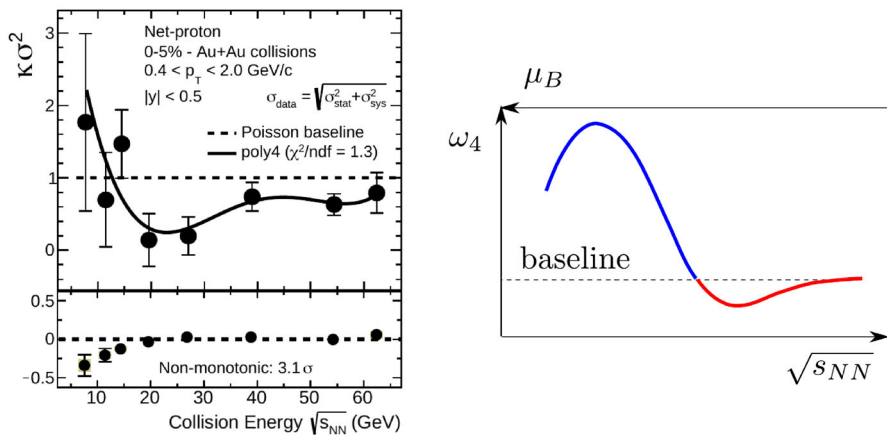 Net-proton
0-5% - Au+Au collisions
0.4 < p_T < 2.0 GeV/c
|y| < 0.5
σ_data = √σ²_stat+σ²_sys
Poisson baseline
poly4 (χ²/ndf = 1.3)
κσ²
3
2
1
0
0.5
0
−0.5
Non-monotonic: 3.1 σ
10 20 30 40 50 60
Collision Energy √s_NN (GeV)
μ_B
ω_4
baseline
√s_NN